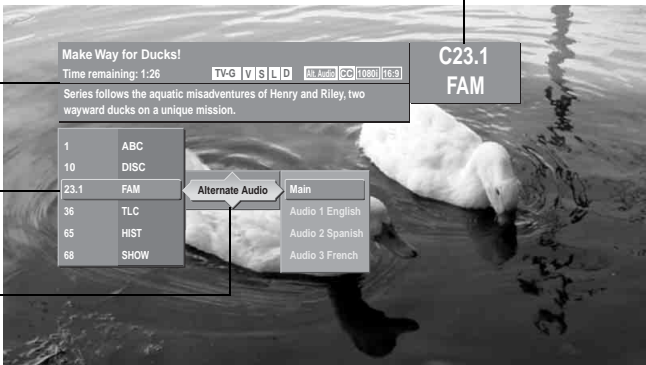 Make Way for Ducks!
Time remaining: 1:26 TV-G V S L D Alt. Audio CC 1080i 16:9
Series follows the aquatic misadventures of Henry and Riley, two
wayward ducks on a unique mission.
C23.1
FAM
1 ABC
10 DISC
23.1 FAM
36 TLC
65 HIST
68 SHOW
Alternate Audio
Main
Audio 1 English
Audio 2 Spanish
Audio 3 French